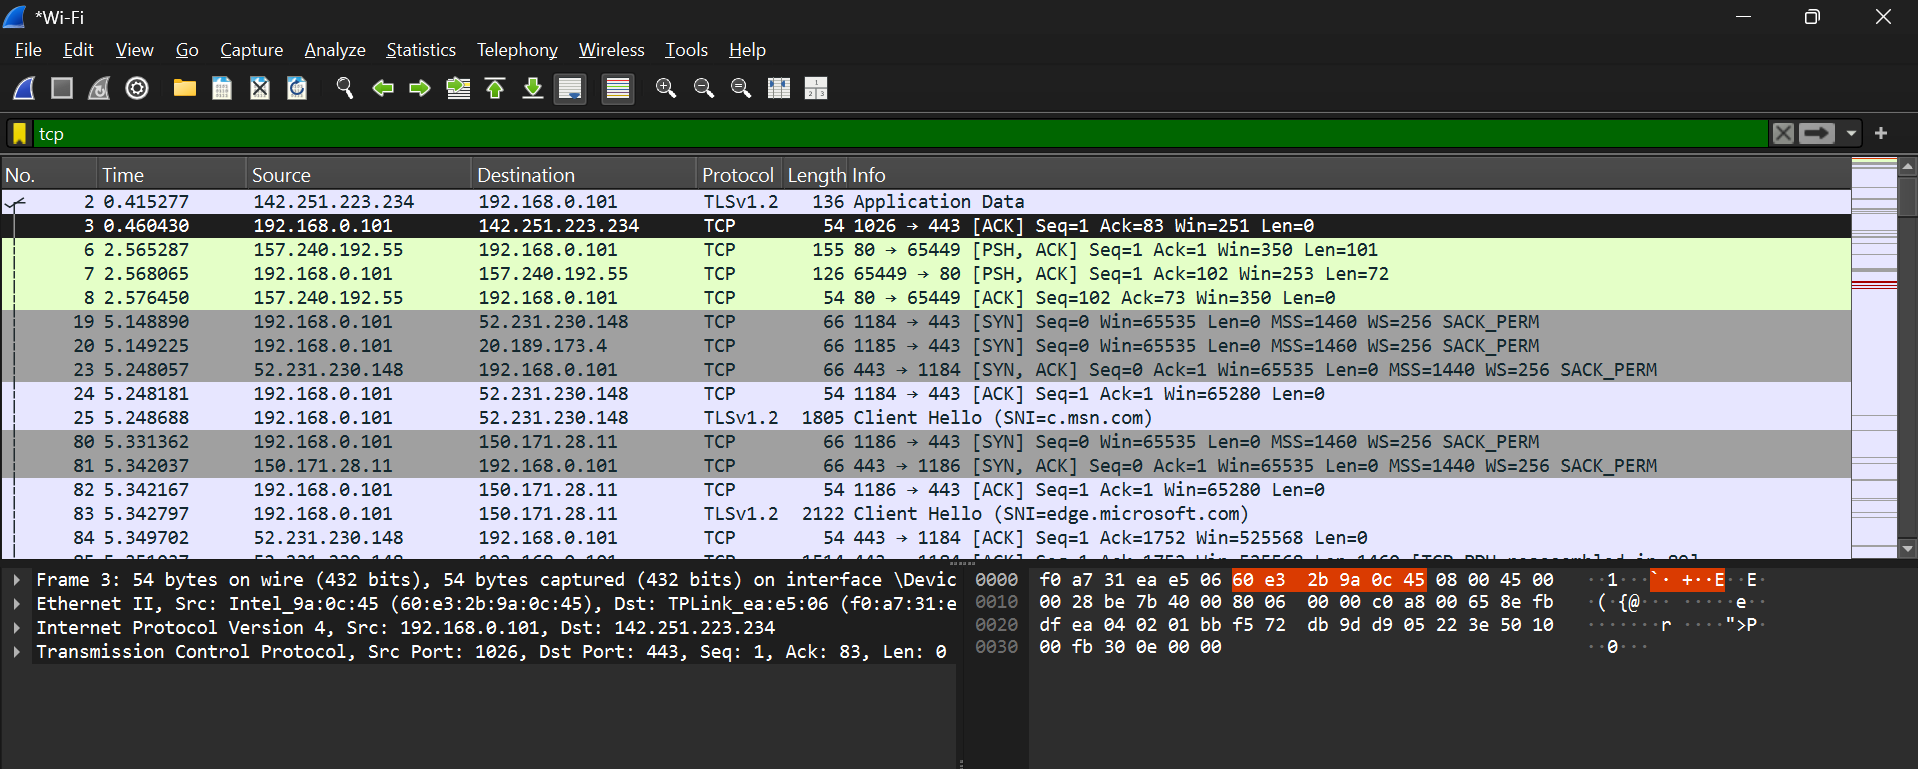 *Wi-Fi
File Edit View Go Capture Analyze Statistics Telephony Wireless Tools Help
tcp
No. Time Source Destination Protocol Length Info
2 0.415277 142.251.223.234 192.168.0.101 TLSv1.2 136 Application Data
3 0.460430 192.168.0.101 142.251.223.234 TCP 54 1026 → 443 [ACK] Seq=1 Ack=83 Win=251 Len=0
6 2.565287 157.240.192.55 192.168.0.101 TCP 155 80 → 65449 [PSH, ACK] Seq=1 Ack=1 Win=350 Len=101
7 2.568065 192.168.0.101 157.240.192.55 TCP 126 65449 → 80 [PSH, ACK] Seq=1 Ack=102 Win=253 Len=72
8 2.576450 157.240.192.55 192.168.0.101 TCP 54 80 → 65449 [ACK] Seq=102 Ack=73 Win=350 Len=0
19 5.148890 192.168.0.101 52.231.230.148 TCP 66 1184 → 443 [SYN] Seq=0 Win=65535 Len=0 MSS=1460 WS=256 SACK_PERM
20 5.149225 192.168.0.101 20.189.173.4 TCP 66 1185 → 443 [SYN] Seq=0 Win=65535 Len=0 MSS=1460 WS=256 SACK_PERM
23 5.248057 52.231.230.148 192.168.0.101 TCP 66 443 → 1184 [SYN, ACK] Seq=0 Ack=1 Win=65535 Len=0 MSS=1440 WS=256 SACK_PERM
24 5.248181 192.168.0.101 52.231.230.148 TCP 54 1184 → 443 [ACK] Seq=1 Ack=1 Win=65280 Len=0
25 5.248688 192.168.0.101 52.231.230.148 TLSv1.2 1805 Client Hello (SNI=c.msn.com)
80 5.331362 192.168.0.101 150.171.28.11 TCP 66 1186 → 443 [SYN] Seq=0 Win=65535 Len=0 MSS=1460 WS=256 SACK_PERM
81 5.342037 150.171.28.11 192.168.0.101 TCP 66 443 → 1186 [SYN, ACK] Seq=0 Ack=1 Win=65535 Len=0 MSS=1440 WS=256 SACK_PERM
82 5.342167 192.168.0.101 150.171.28.11 TCP 54 1186 → 443 [ACK] Seq=1 Ack=1 Win=65280 Len=0
83 5.342797 192.168.0.101 150.171.28.11 TLSv1.2 2122 Client Hello (SNI=edge.microsoft.com)
84 5.349702 52.231.230.148 192.168.0.101 TCP 54 443 → 1184 [ACK] Seq=1 Ack=1752 Win=525568 Len=0
Frame 3: 54 bytes on wire (432 bits), 54 bytes captured (432 bits) on interface \Devic
Ethernet II, Src: Intel_9a:0c:45 (60:e3:2b:9a:0c:45), Dst: TPLink_ea:e5:06 (f0:a7:31:e
Internet Protocol Version 4, Src: 192.168.0.101, Dst: 142.251.223.234
Transmission Control Protocol, Src Port: 1026, Dst Port: 443, Seq: 1, Ack: 83, Len: 0
0000 f0 a7 31 ea e5 06 60 e3 2b 9a 0c 45 08 00 45 00 ··1···`· +··E··E·
0010 00 28 be 7b 40 00 80 06 00 00 c0 a8 00 65 8e fb ·(·{@··· ·····e··
0020 df ea 04 02 01 bb f5 72 db 9d d9 05 22 3e 50 10 ·······r ····">P·
0030 00 fb 30 0e 00 00 ··0···